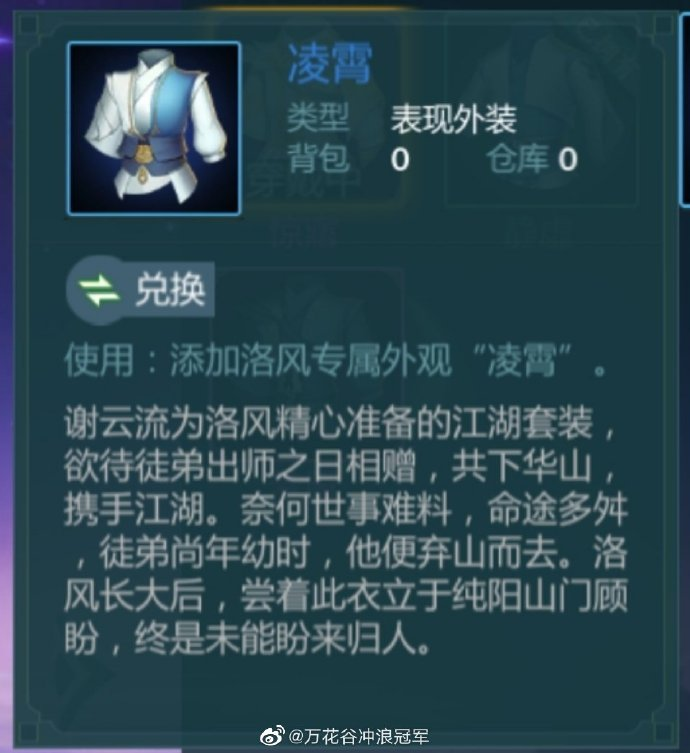 凌霄
类型 表现外装
背包 0 仓库 0
兑换
使用：添加洛风专属外观“凌霄”。
谢云流为洛风精心准备的江湖套装，
欲待徒弟出师之日相赠，共下华山，
携手江湖。奈何世事难料，命途多舛
，徒弟尚年幼时，他便弃山而去。洛
风长大后，尝着此衣立于纯阳山门顾
盼，终是未能盼来归人。
@万花谷冲浪冠军